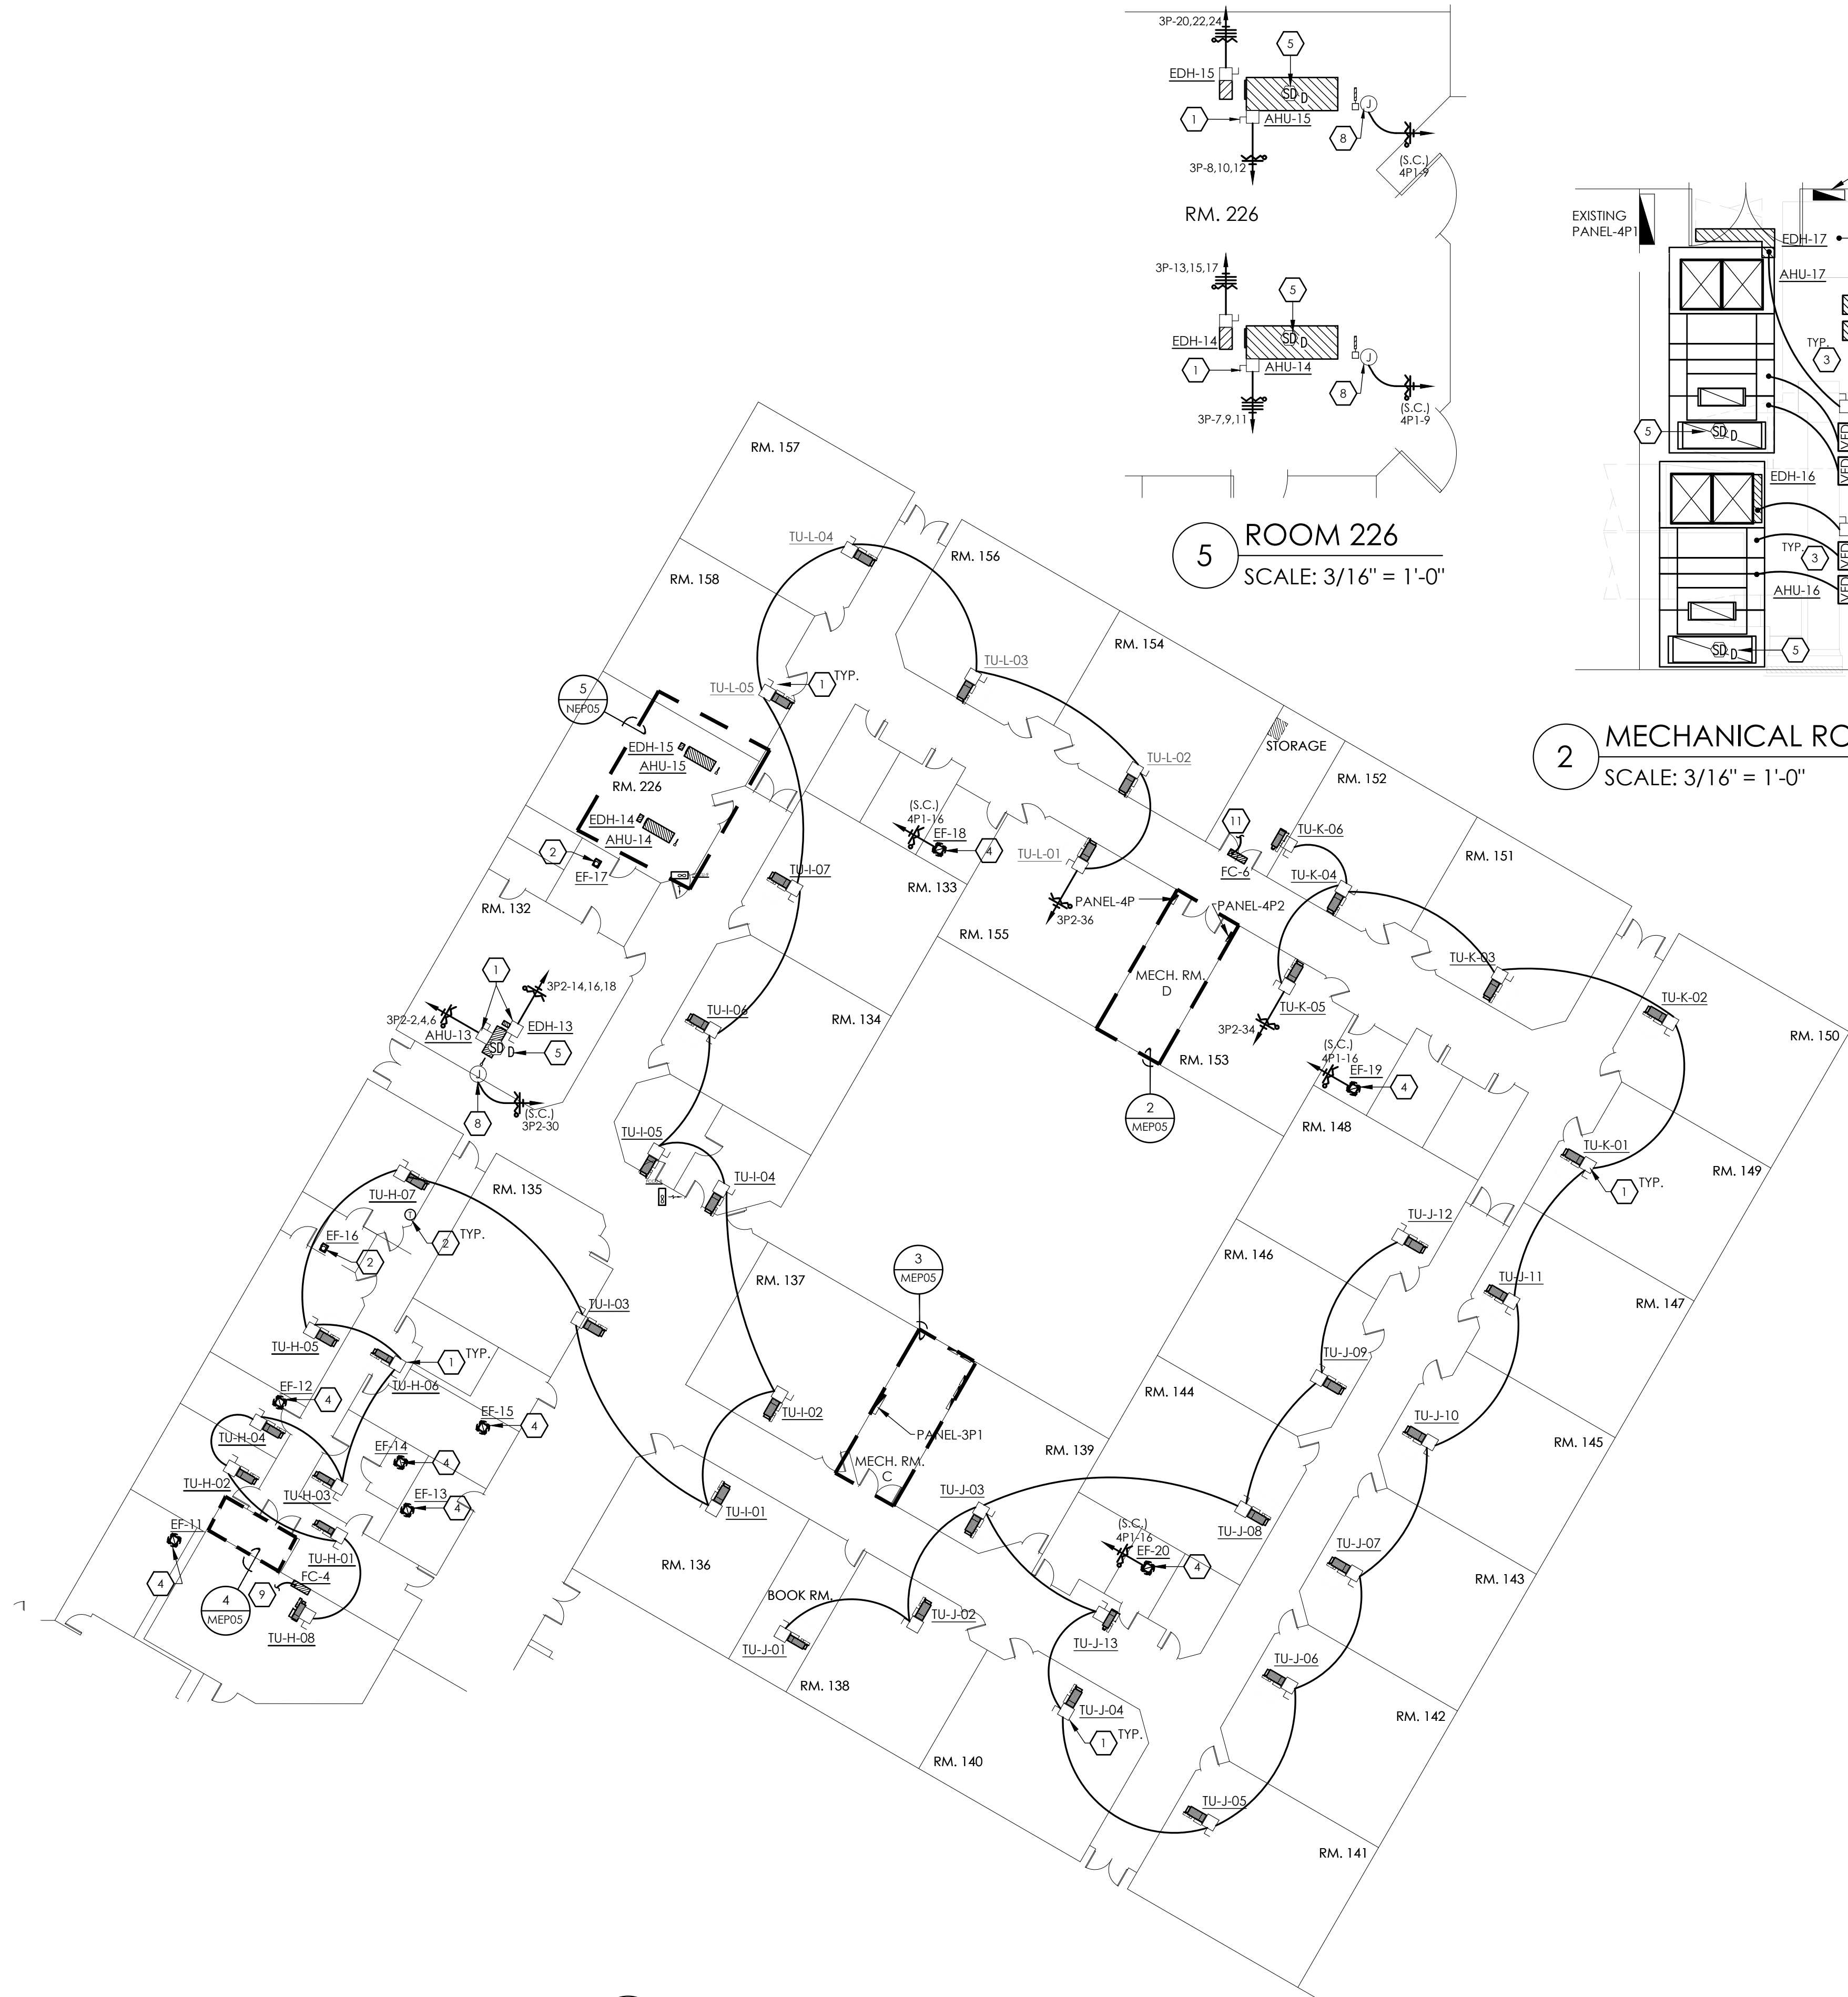 3P-20,22,24
5
EDH-15
SD D
1
AHU-15
J
8
3P-8,10,12
(S.C.)
4P1-9
RM. 226
3P-13,15,17
5
EDH-14
SD D
1
AHU-14
J
8
3P-7,9,11
(S.C.)
4P1-9
5
ROOM 226
SCALE: 3/16" = 1'-0"
EXISTING
PANEL-4P1
EDH-17
AHU-17
TYP.
3
5
SD D
EDH-16
TYP.
3
AHU-16
SD D
5
2
SCALE: 3/16" = 1'-0"
MECHANICAL
RM. 157
TU-L-04
RM. 156
RM. 158
RM. 154
TU-L-03
TU-L-05
1
TYP.
5
NEP05
EDH-15
AHU-15
RM. 226
STORAGE
TU-L-02
RM. 152
EDH-14
AHU-14
2
EF-17
(S.C.)
4P1-16
EF-18
4
11
TU-K-06
TU-L-01
RM. 151
FC-6
TU-K-04
TU-I-07
RM. 133
PANEL-4P
PANEL-4P2
RM. 132
3P2-36
RM. 155
TU-K-03
1
3P2-14,16,18
MECH. RM.
D
TU-K-02
3P2-2,4,6
EDH-13
AHU-13
SD D
5
TU-I-06
RM. 134
TU-K-05
3P2-34
RM. 150
J
(S.C.)
3P2-30
8
RM. 153
(S.C.)
4P1-16
EF-19
4
2
MEP05
TU-I-05
RM. 148
TU-K-01
TU-I-04
RM. 149
1
TYP.
TU-H-07
RM. 135
T
EF-16
2
TYP.
2
TU-J-12
RM. 146
3
MEP05
RM. 137
TU-J-11
TU-I-03
RM. 147
TU-H-05
1
TYP.
TU-H-06
TU-J-09
EF-12
4
RM. 144
TU-I-02
EF-15
4
TU-J-10
TU-H-04
PANEL-3P1
RM. 139
RM. 145
EF-14
4
MECH. RM.
C
TU-H-02
TU-H-03
TU-J-03
EF-13
4
TU-I-01
EF-11
TU-J-08
(S.C.)
4P1-16
EF-20
4
TU-H-01
RM. 136
TU-J-07
FC-4
4
9
RM. 143
4
MEP05
BOOK RM.
TU-J-02
TU-H-08
TU-J-01
TU-J-13
TU-J-06
RM. 138
TU-J-04
RM. 142
1
TYP.
RM. 140
TU-J-05
RM. 141